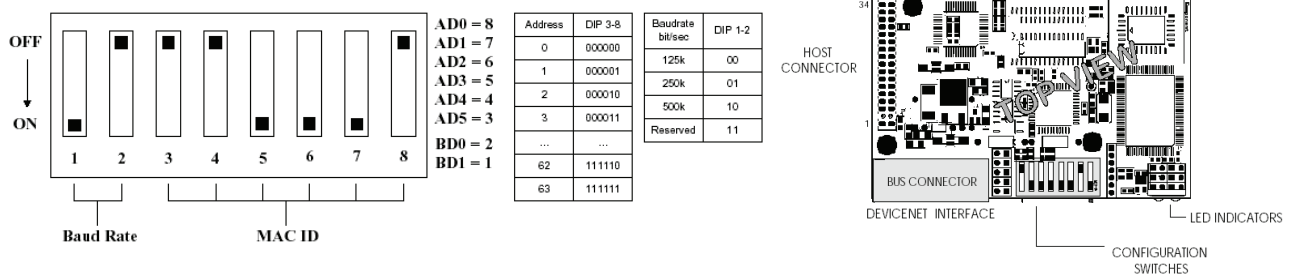 OFF
ON
1 2 3 4 5 6 7 8
Baud Rate
MAC ID
AD0 = 8
AD1 = 7
AD2 = 6
AD3 = 5
AD4 = 4
AD5 = 3
BD0 = 2
BD1 = 1
Address DIP 3-8
0 000000
1 000001
2 000010
3 000011
... ...
62 111110
63 111111
Baudrate bit/sec DIP 1-2
125k 00
250k 01
500k 10
Reserved 11
34
HOST
CONNECTOR
1
TOP VIEW
BUS CONNECTOR
DEVICENET INTERFACE
LED INDICATORS
CONFIGURATION
SWITCHES